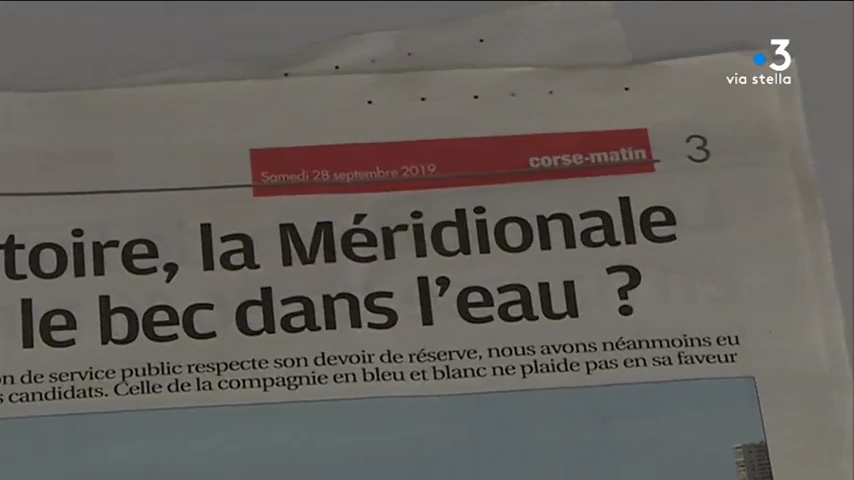 3
via stella
Samedi 28 septembre 2019
corse-matin
3
toire, la Méridionale
le bec dans l'eau ?
n de service public respecte son devoir de réserve, nous avons néanmoins eu
s candidats. Celle de la compagnie en bleu et blanc ne plaide pas en sa faveur